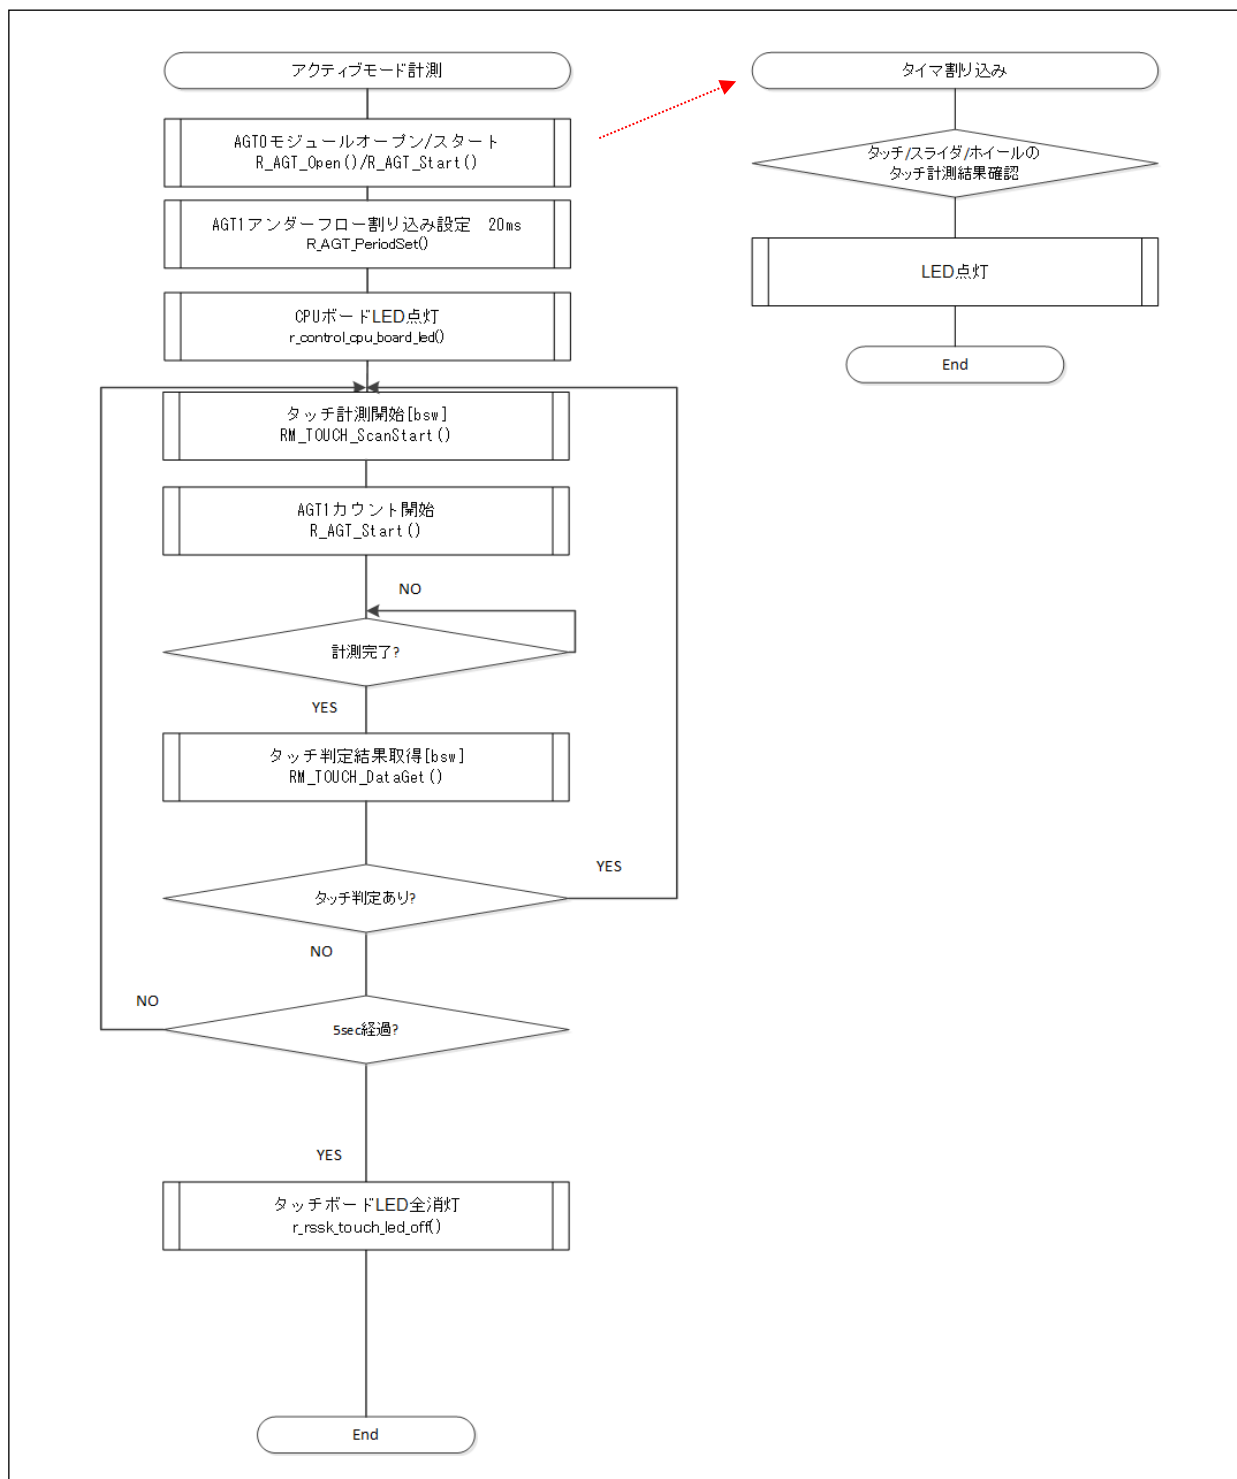 アクティブモード計測
AGT0モジュールオープン/スタート
R_AGT_Open()/R_AGT_Start()
AGT1アンダーフロー割り込み設定　20ms
R_AGT_PeriodSet()
CPUボードLED点灯
r_control_cpu_board_led()
タッチ計測開始[bsw]
RM_TOUCH_ScanStart()
AGT1カウント開始
R_AGT_Start()
NO
計測完了?
YES
タッチ判定結果取得[bsw]
RM_TOUCH_DataGet()
YES
タッチ判定あり?
NO
NO
5sec経過?
YES
タッチボードLED全消灯
r_rssk_touch_led_off()
End
タイマ割り込み
タッチ/スライダ/ホイールの
タッチ計測結果確認
LED点灯
End